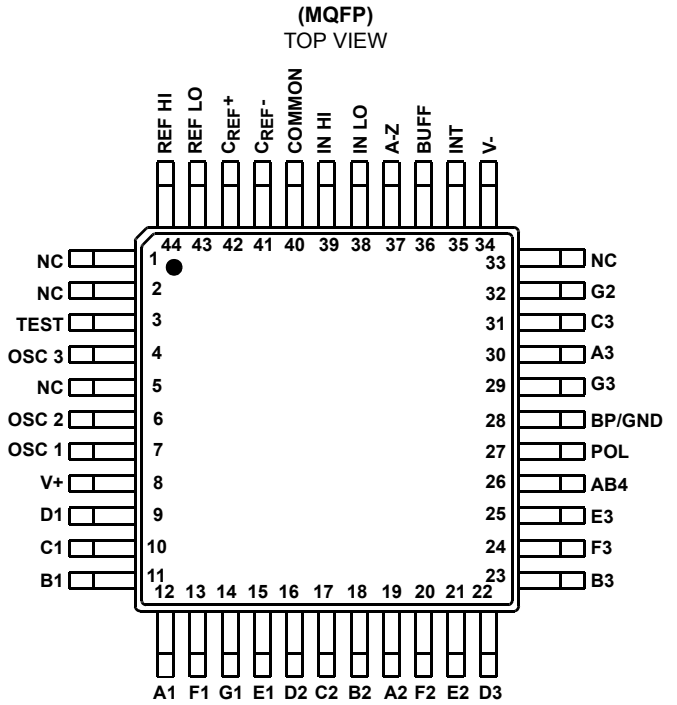 (MQFP)
TOP VIEW
REF HI
REF LO
CREF+
CREF-
COMMON
IN HI
IN LO
A-Z
BUFF
INT
V-
44 43 42 41 40 39 38 37 36 35 34
NC 1 33 NC
NC 2 32 G2
TEST 3 31 C3
OSC 3 4 30 A3
NC 5 29 G3
OSC 2 6 28 BP/GND
OSC 1 7 27 POL
V+ 8 26 AB4
D1 9 25 E3
C1 10 24 F3
B1 11 23 B3
12 13 14 15 16 17 18 19 20 21 22
A1 F1 G1 E1 D2 C2 B2 A2 F2 E2 D3